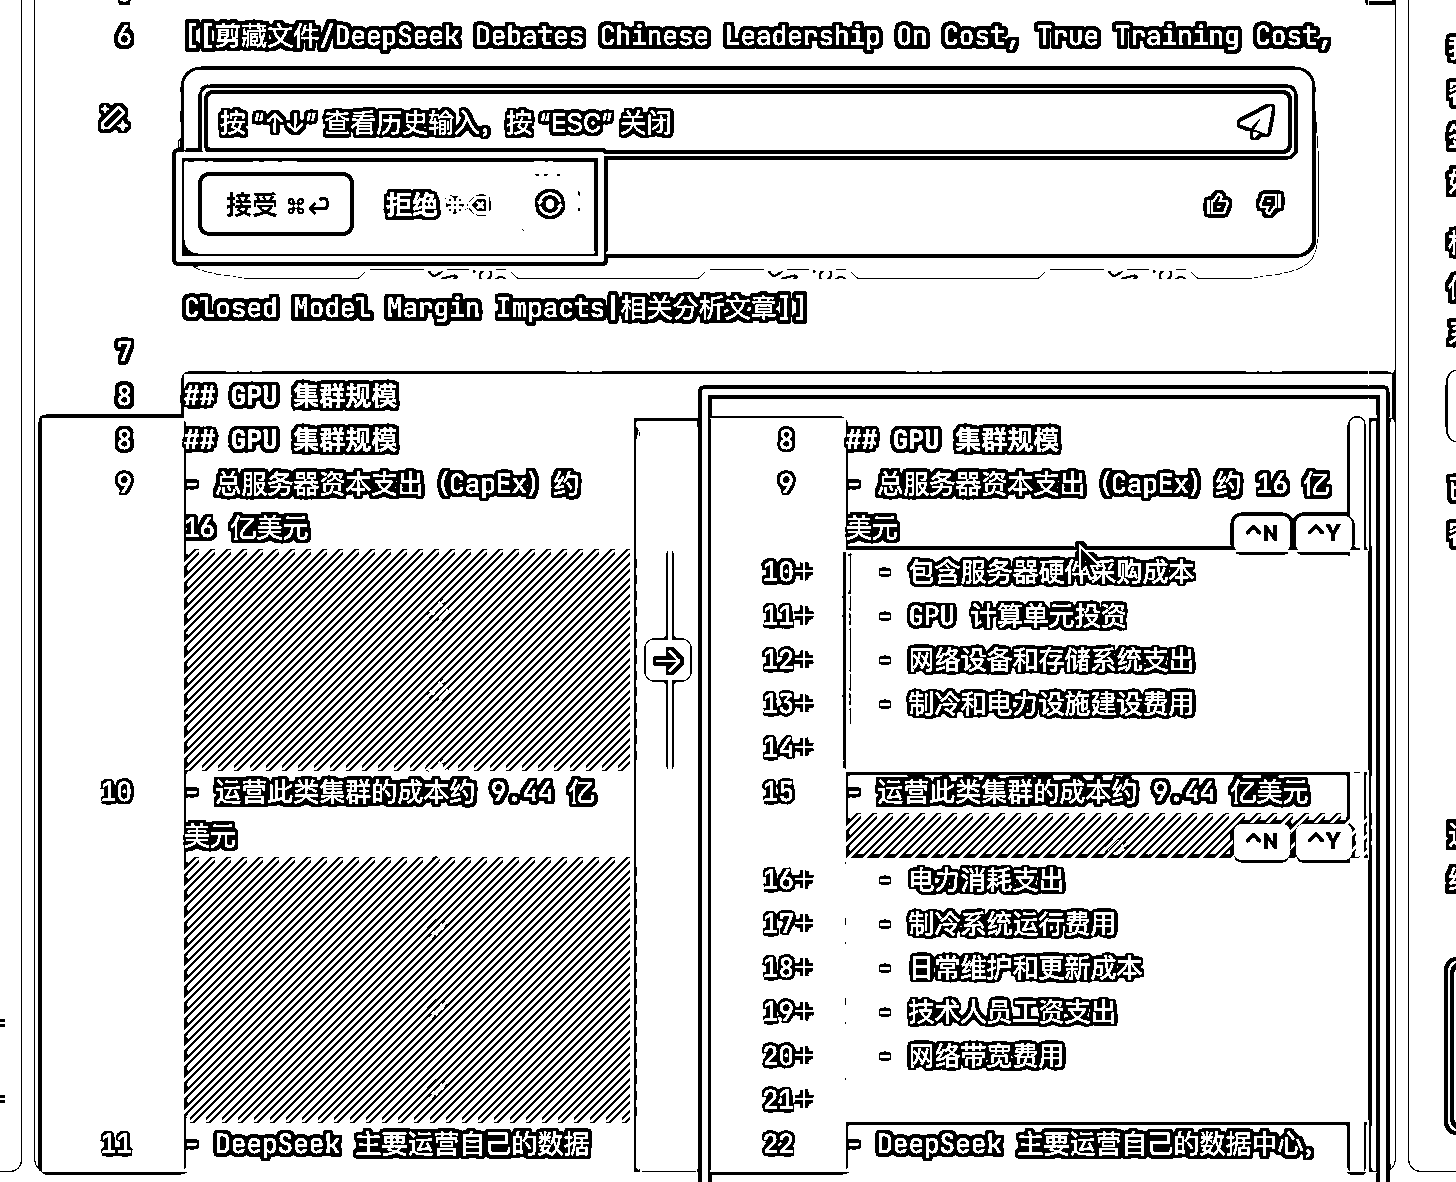 6 [[剪藏文件/DeepSeek Debates Chinese Leadership On Cost, True Training Cost,
按“↑↓”查看历史输入，按“ESC”关闭
接受 ⌘↩ 拒绝
Closed Model Margin Impacts|相关分析文章]]
7
8 ## GPU 集群规模
8 ## GPU 集群规模
9 - 总服务器资本支出（CapEx）约
16 亿美元
10 - 运营此类集群的成本约 9.44 亿
美元
11 - DeepSeek 主要运营自己的数据
8 ## GPU 集群规模
9 - 总服务器资本支出（CapEx）约 16 亿
美元
^N ^Y
10+ - 包含服务器硬件采购成本
11+ - GPU 计算单元投资
12+ - 网络设备和存储系统支出
13+ - 制冷和电力设施建设费用
14+
15 - 运营此类集群的成本约 9.44 亿美元
^N ^Y
16+ - 电力消耗支出
17+ - 制冷系统运行费用
18+ - 日常维护和更新成本
19+ - 技术人员工资支出
20+ - 网络带宽费用
21+
22 - DeepSeek 主要运营自己的数据中心，